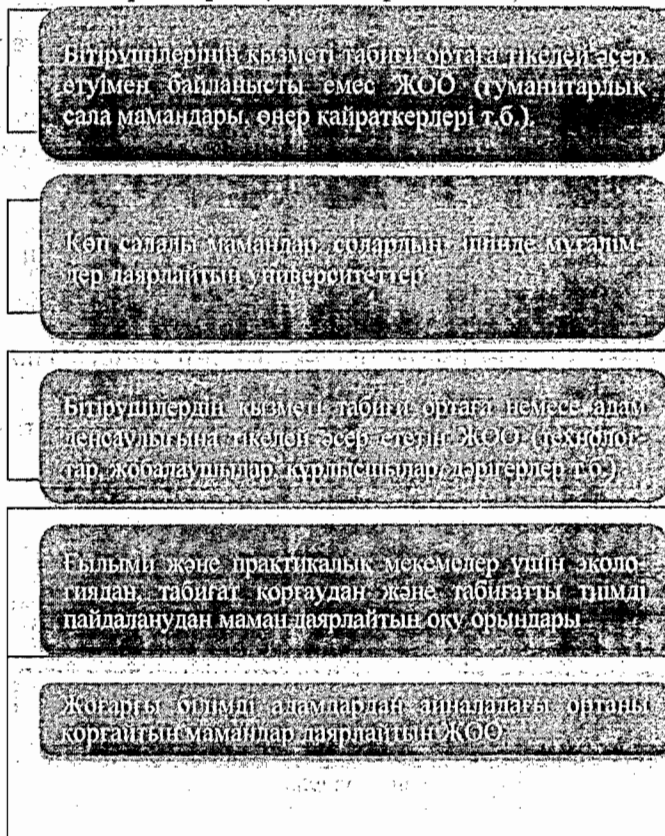 Бітірушілерінің қызметі табиғи ортаға тікелей әсер
етуімен байланысты емес ЖОО (гуманитарлық
сала мамандары, өнер қайраткерлері т.б.).
Көп салалы мамандар солардың ішінде мұғалім-
дер даярлайтын университеттер
Бітірушілердің қызметі табиғи ортаға немесе адам
денсаулығына тікелей әсер ететін ЖОО (технолог-
тар, жобалаушылар, құрлысшылар, дәрігерлер т.б.)
Ғылыми және практикалық мекемелер үшін эколо-
гиядан, табиғат қорғаудан және табиғатты тиімді
пайдаланудан маман даярлайтын оқу орындары
Жоғарғы білімді адамдардан айналадағы ортаны
қорғайтын мамандар даярлайтын ЖОО